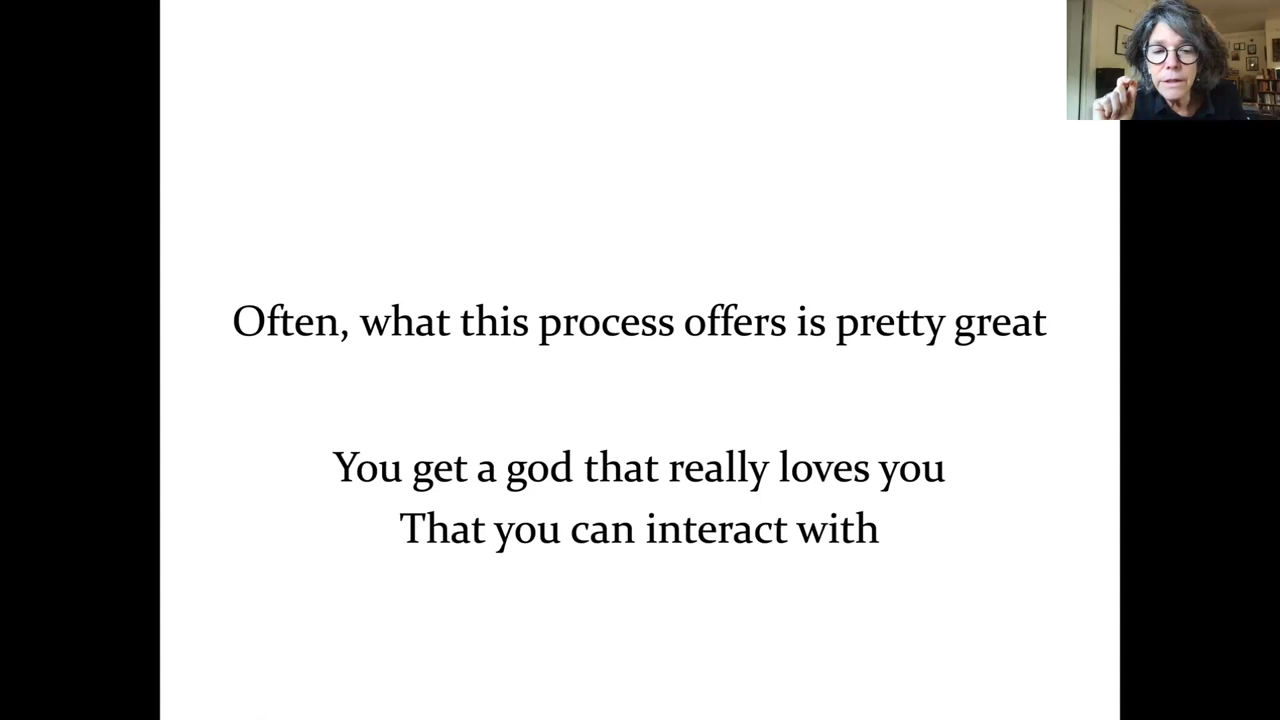 Often, what this process offers is pretty great
You get a god that really loves you
That you can interact with